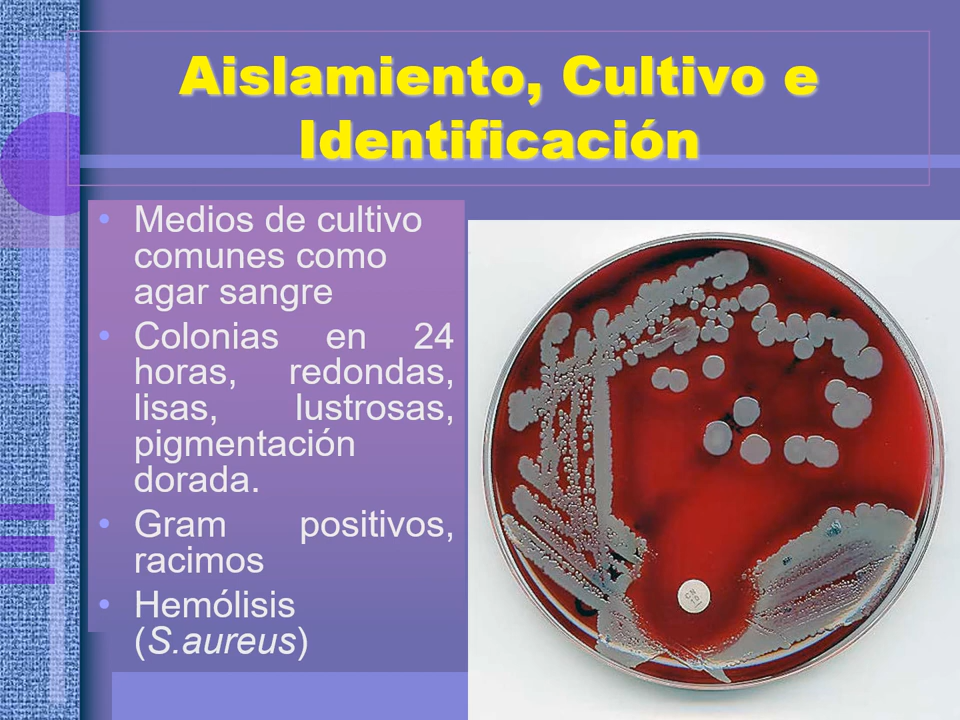 Aislamiento, Cultivo e
Identificación
• Medios de cultivo
comunes como
agar sangre
• Colonias en 24
horas, redondas,
lisas, lustrosas,
pigmentación
dorada.
• Gram positivos,
racimos
• Hemólisis
(S.aureus)
CN